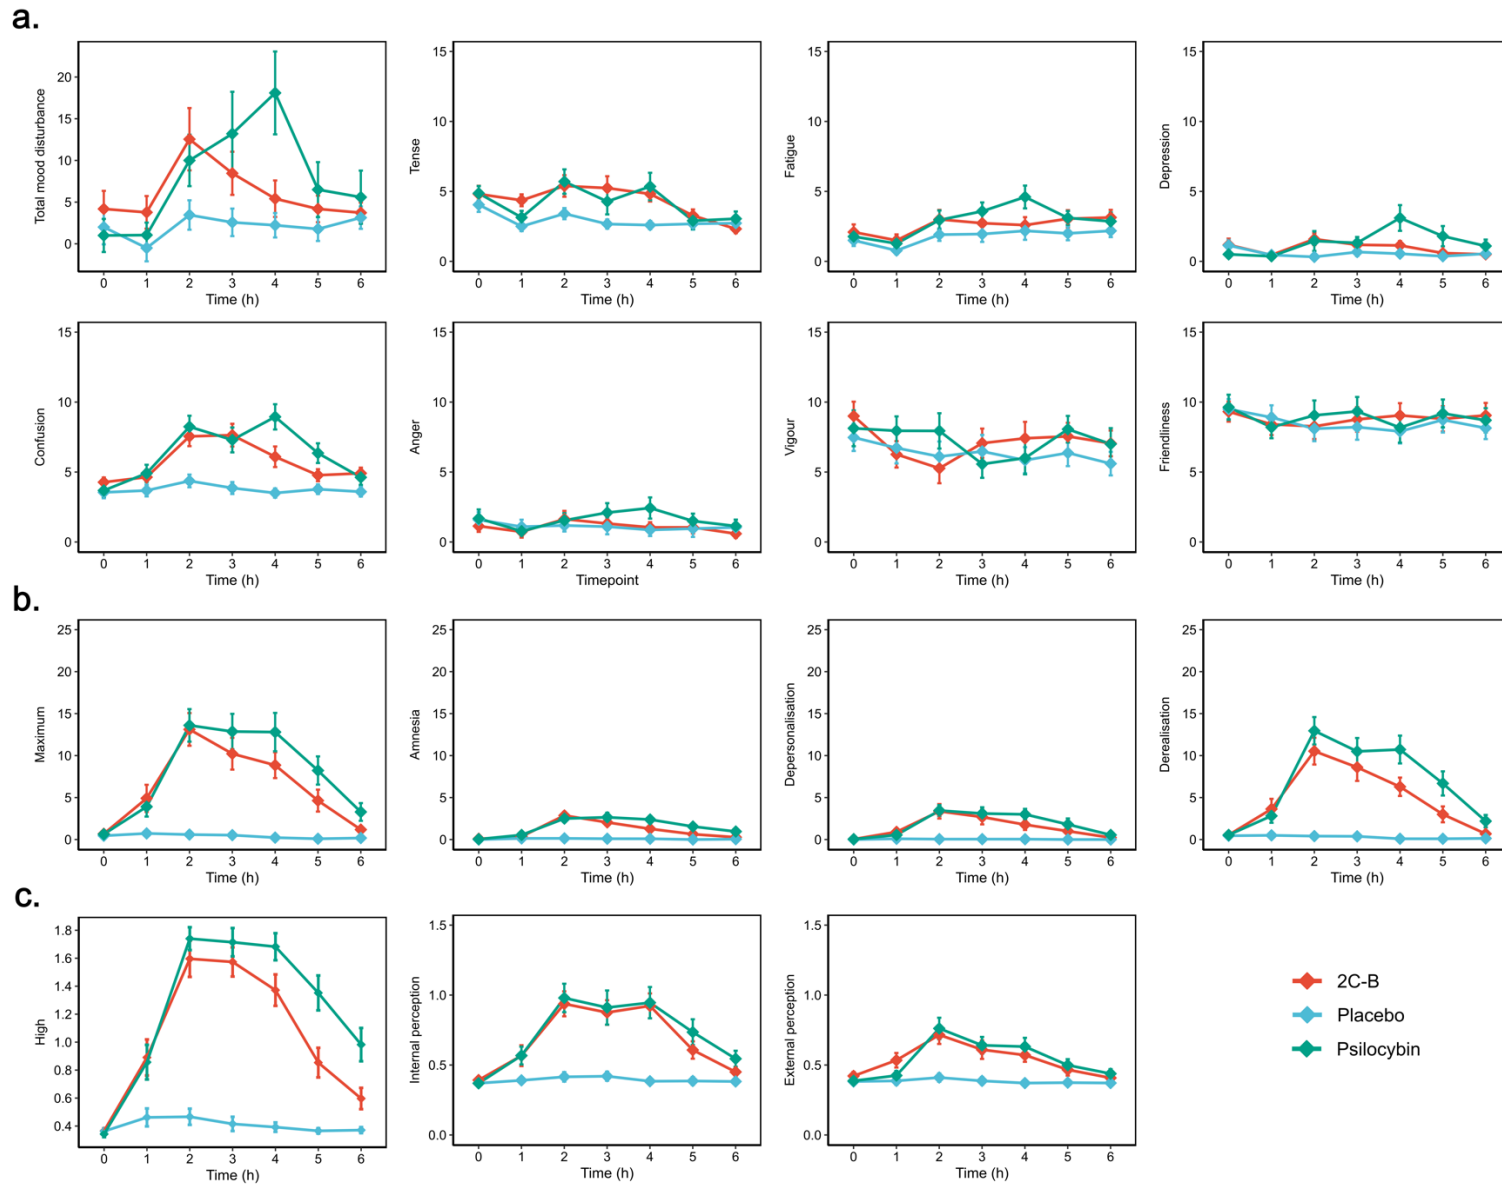 a.
Total mood disturbance
20
15
10
5
0
0 1 2 3 4 5 6
Time (h)
Tense
15
10
5
0
0 1 2 3 4 5 6
Time (h)
Fatigue
15
10
5
0
0 1 2 3 4 5 6
Time (h)
Depression
15
10
5
0
0 1 2 3 4 5 6
Time (h)
Confusion
15
10
5
0
0 1 2 3 4 5 6
Time (h)
Anger
15
10
5
0
0 1 2 3 4 5 6
Timepoint
Vigour
15
10
5
0
0 1 2 3 4 5 6
Time (h)
Friendliness
15
10
5
0
0 1 2 3 4 5 6
Time (h)
b.
Maximum
25
20
15
10
5
0
0 1 2 3 4 5 6
Time (h)
Amnesia
25
20
15
10
5
0
0 1 2 3 4 5 6
Time (h)
Depersonalisation
25
20
15
10
5
0
0 1 2 3 4 5 6
Time (h)
Derealisation
25
20
15
10
5
0
0 1 2 3 4 5 6
Time (h)
c.
High
1.8
1.6
1.4
1.2
1.0
0.8
0.6
0.4
0 1 2 3 4 5 6
Time (h)
Internal perception
1.5
1.0
0.5
0.0
0 1 2 3 4 5 6
Time (h)
External perception
1.5
1.0
0.5
0.0
0 1 2 3 4 5 6
Time (h)
2C-B
Placebo
Psilocybin